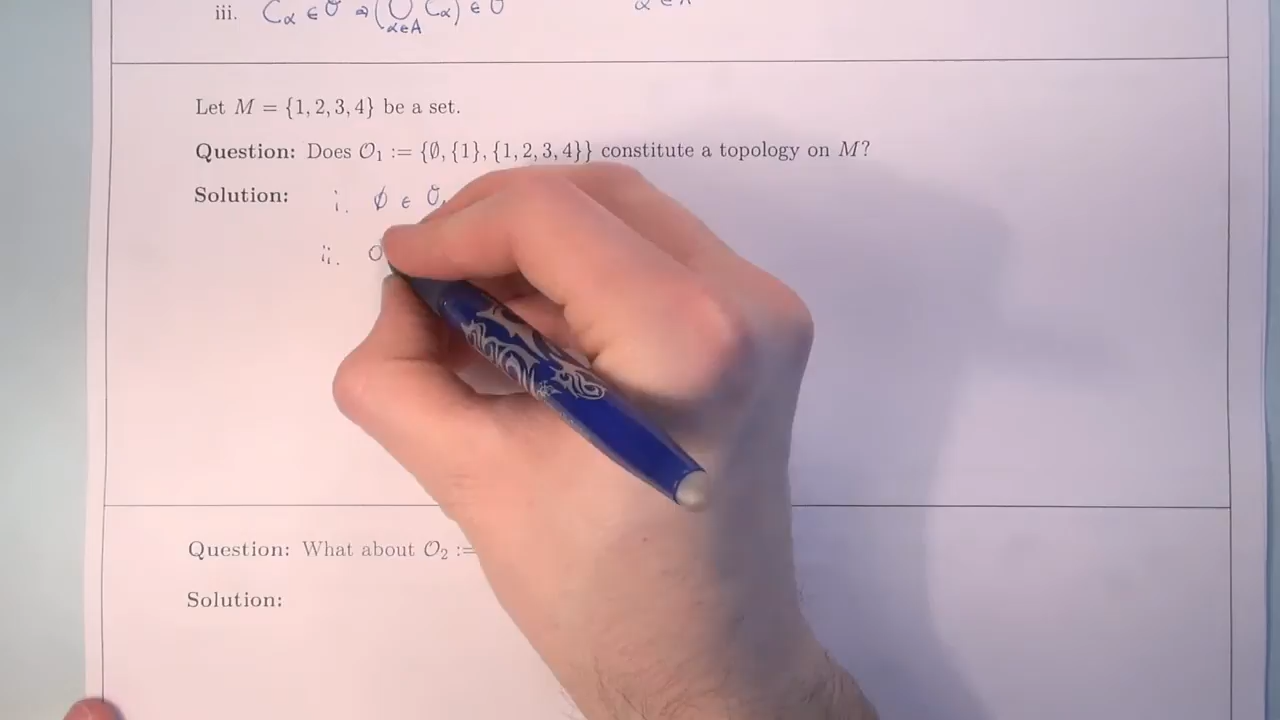 iii. C_α ∈ O ⇒ (⋃_{α∈A} C_α) ∈ O
Let M = {1, 2, 3, 4} be a set.
Question: Does O₁ := {∅, {1}, {1, 2, 3, 4}} constitute a topology on M?
Solution: i. ∅ ∈ O₁
ii.
Question: What about O₂ :=
Solution: